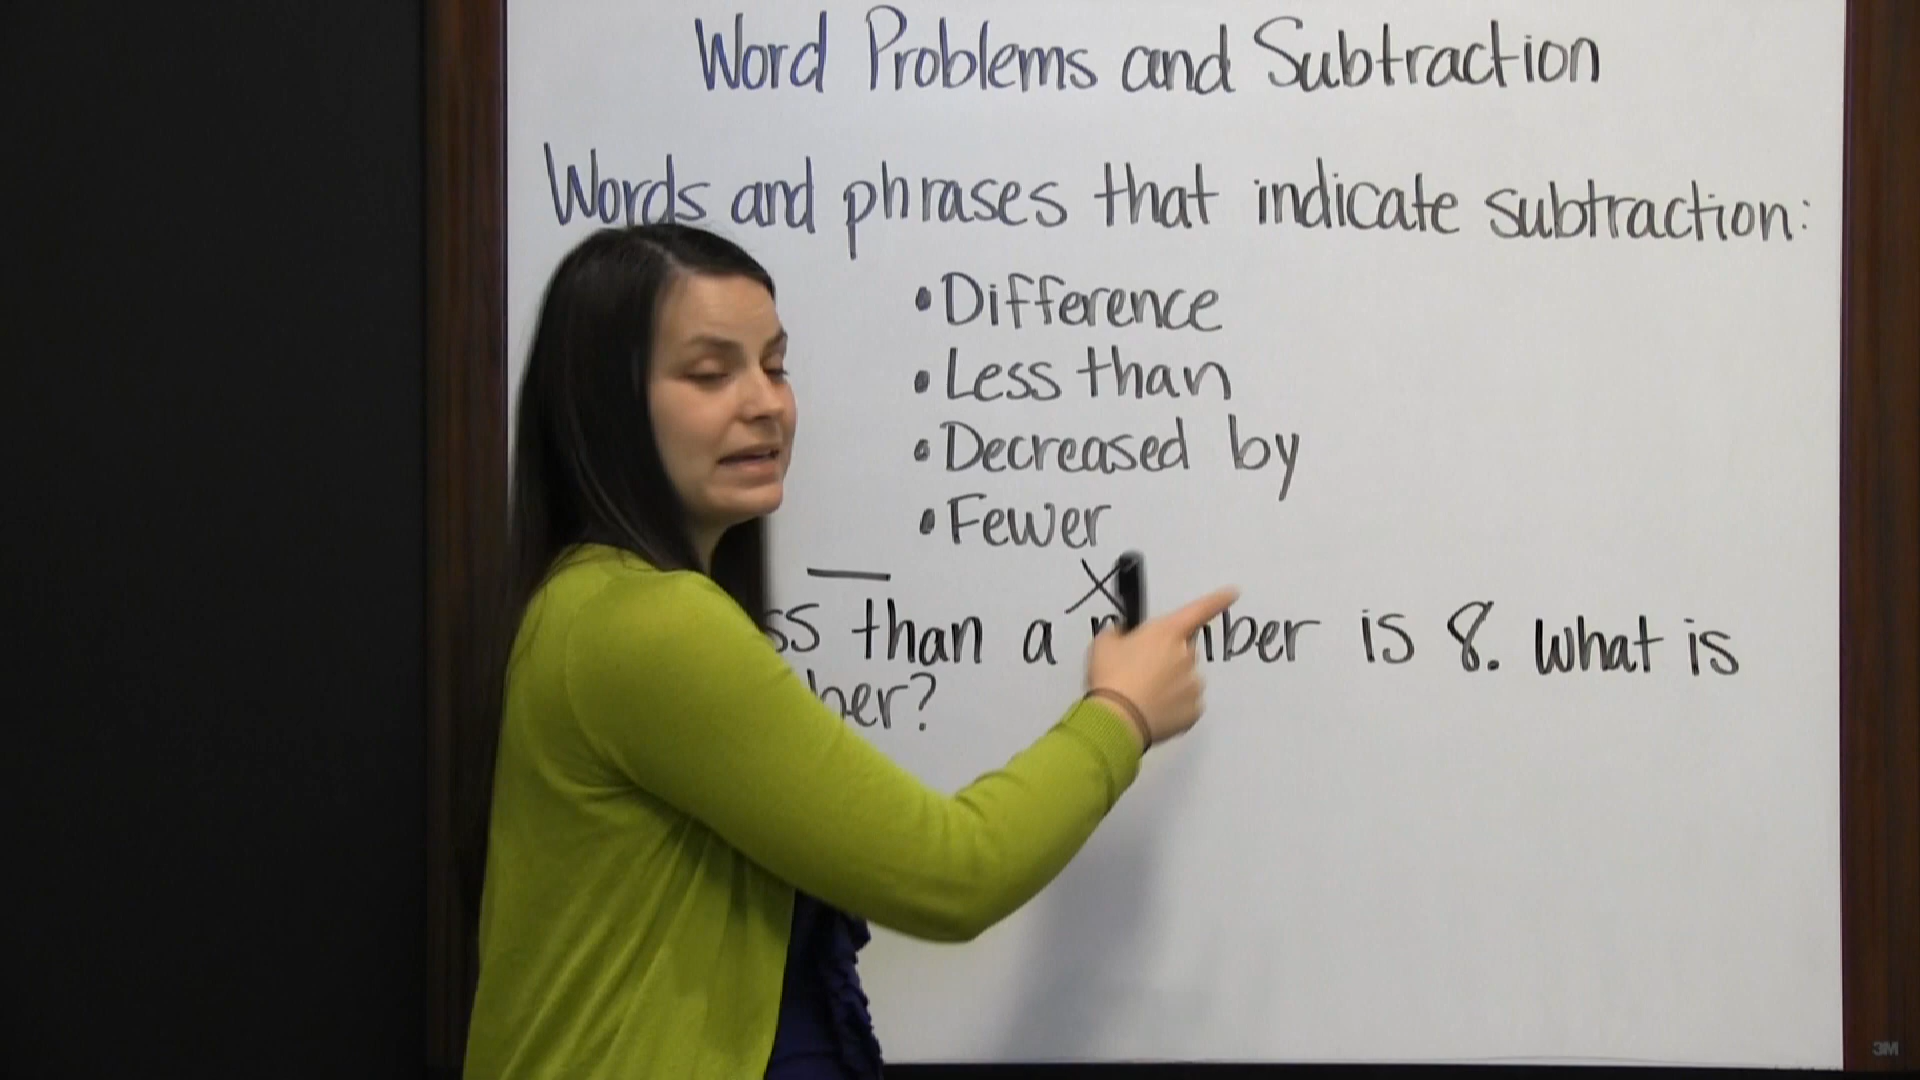 Word Problems and Subtraction
Words and phrases that indicate subtraction:
• Difference
• Less than
• Decreased by
• Fewer
— X
than a is 8. What is
3M